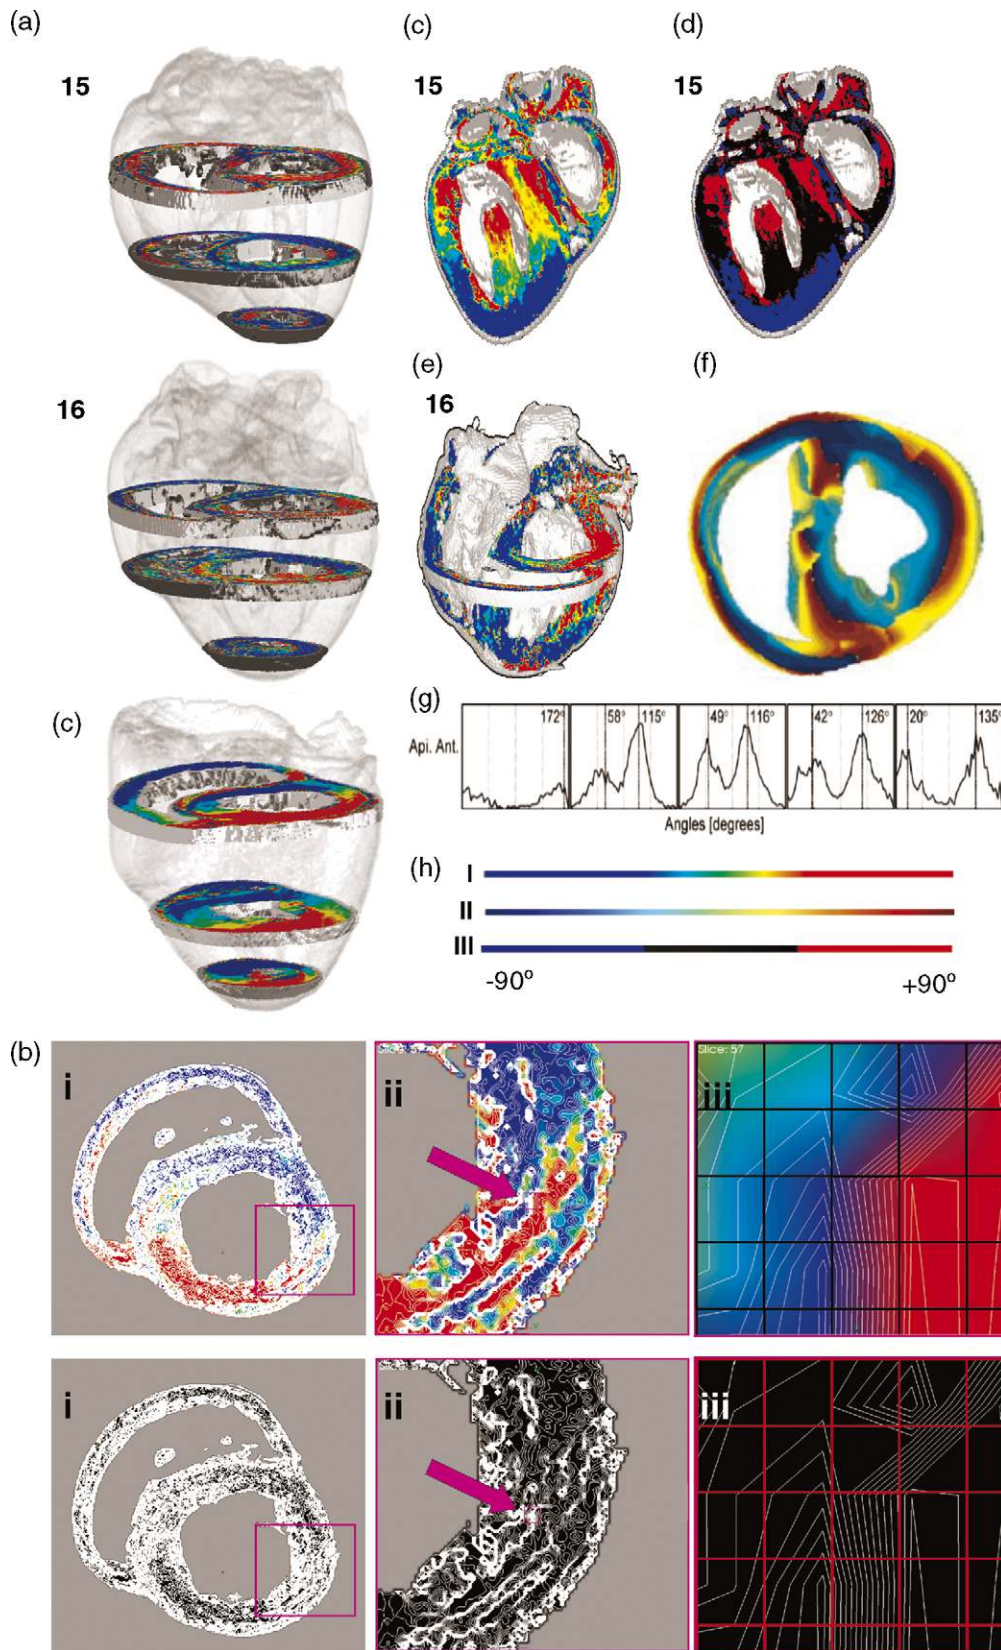 (a)
15
(c)
15
(d)
15
16
(e)
16
(f)
(c)
(g)
Api. Ant.
172° 58° 115° 49° 116° 42° 126° 20° 135°
Angles [degrees]
(h)
I
II
III
-90° +90°
(b)
i
ii
Slice: 57
iii
i
ii
iii